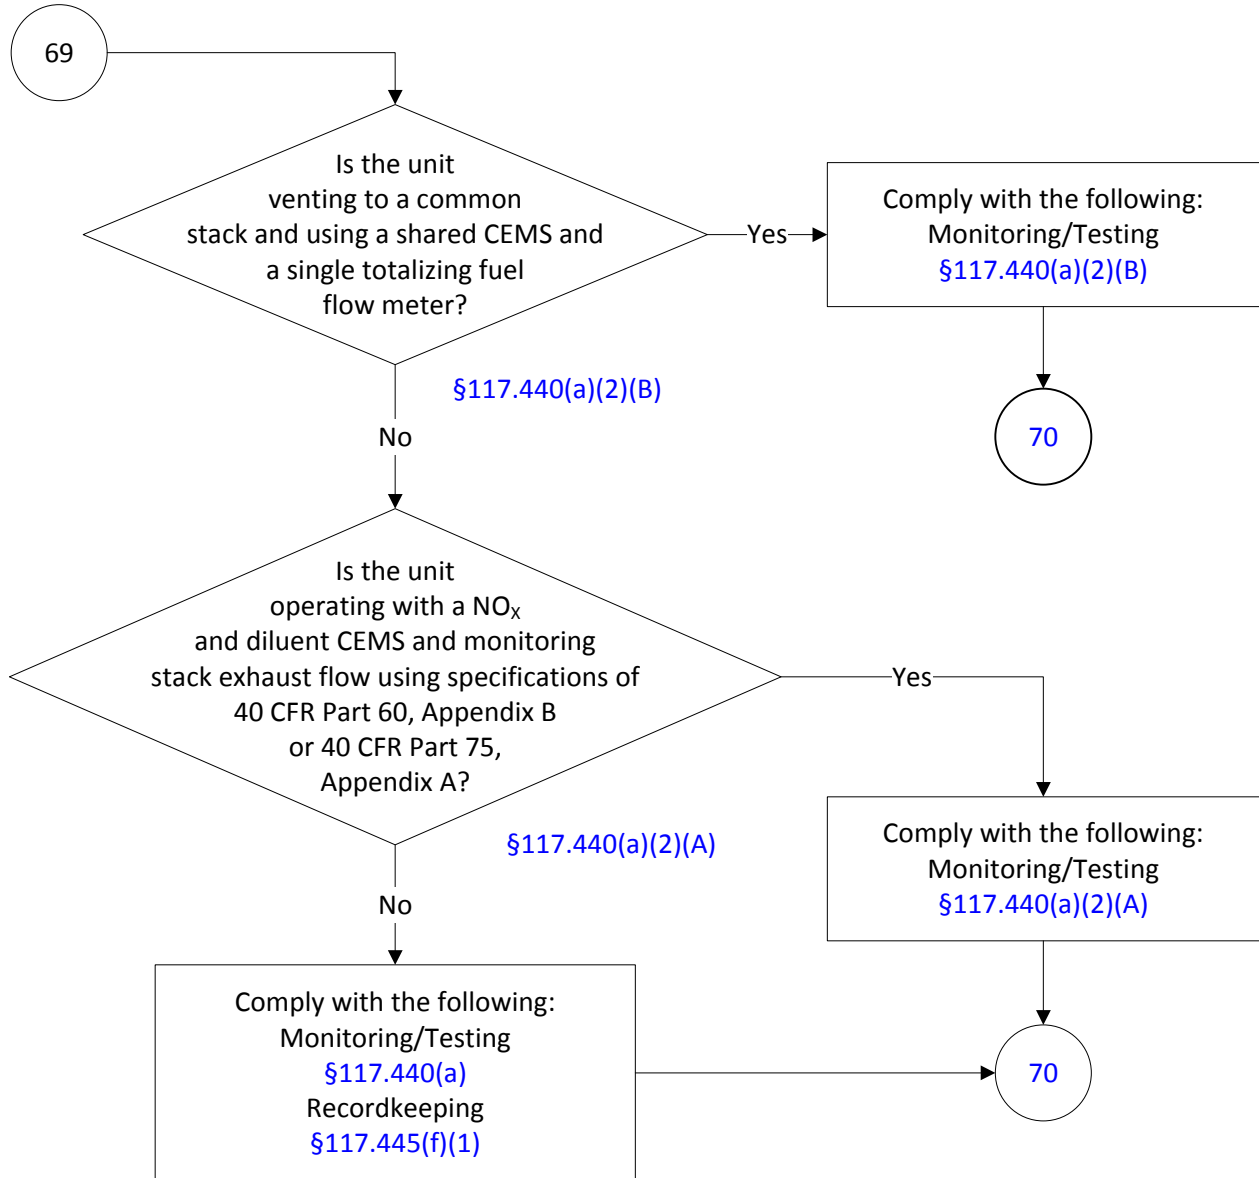 69
Is the unit
venting to a common
stack and using a shared CEMS and
a single totalizing fuel
flow meter?
Yes
Comply with the following:
Monitoring/Testing
§117.440(a)(2)(B)
§117.440(a)(2)(B)
No
70
Is the unit
operating with a NOX
and diluent CEMS and monitoring
stack exhaust flow using specifications of
40 CFR Part 60, Appendix B
or 40 CFR Part 75,
Appendix A?
Yes
§117.440(a)(2)(A)
No
Comply with the following:
Monitoring/Testing
§117.440(a)(2)(A)
Comply with the following:
Monitoring/Testing
§117.440(a)
Recordkeeping
§117.445(f)(1)
70